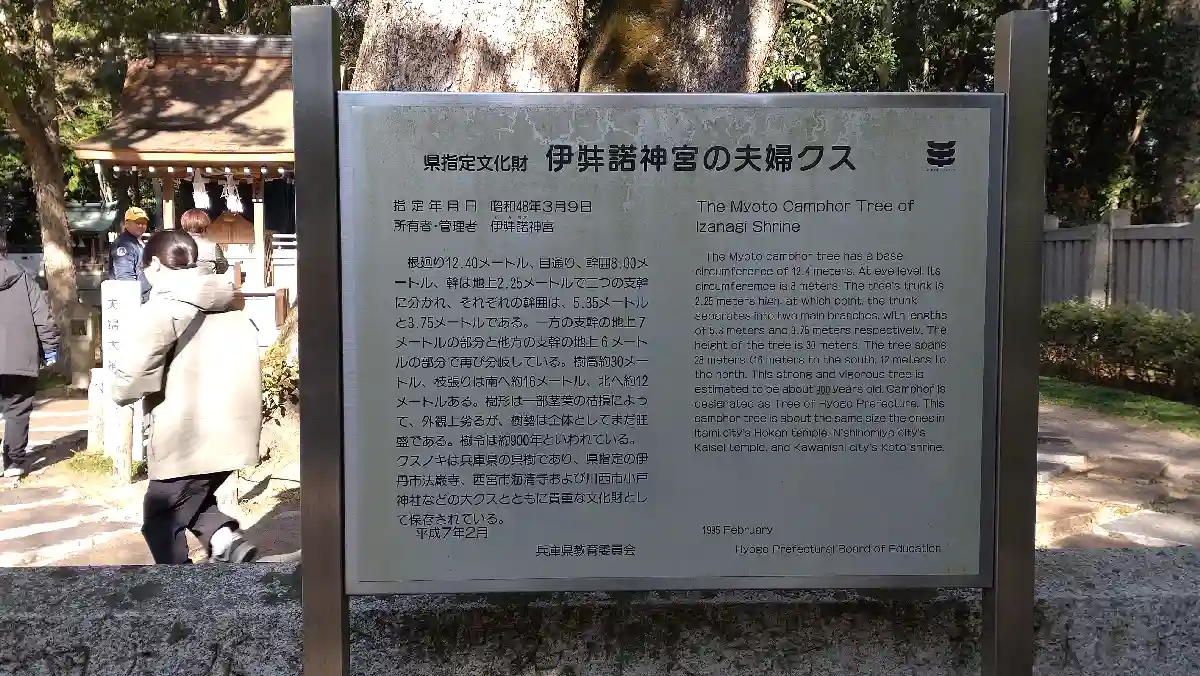 県指定文化財 伊弉諾神宮の夫婦クス
指定年月日 昭和48年3月9日
所有者・管理者 伊弉諾神宮
根廻り12.40メートル、目通り、幹囲8.00メ
ートル、幹は地上2.25メートルで二つの支幹
に分かれ、それぞれの幹囲は、5.35メートル
と3.75メートルである。一方の支幹の地上7
メートルの部分と他方の支幹の地上6メート
ルの部分で再び分岐している。樹高約30メー
トル、枝張りは南へ約16メートル、北へ約12
メートルある。樹形は一部茎葉の枯損によっ
て、外観上劣るが、樹勢は全体としてまだ旺
盛である。樹令は約900年といわれている。
クスノキは兵庫県の県樹であり、県指定の伊
丹市法巌寺、西宮市海清寺および川西市小戸
神社などの大クスとともに貴重な文化財とし
て保存されている。
平成7年2月
兵庫県教育委員会
The Myoto Camphor Tree of
Izanagi Shrine
The Myoto camphor tree has a base
circumference of 12.4 meters. At eye level its
circumference is 8 meters. The tree's trunk is
2.25 meters high, at which point, the trunk
separates into two main branches, with lengths
of 5.3 meters and 3.75 meters respectively. The
height of the tree is 30 meters. The tree spans
28 meters (16 meters to the south, 12 meters to
the north. This strong and vigorous tree is
estimated to be about 900 years old. Camphor is
designated as Tree of Hyogo Prefecture. This
camphor tree is about the same size the ones in
Itami city's Hokan temple, Nishinomiya city's
Kaisei temple, and Kawanishi city's Koto shrine.
1995 February
Hyogo Prefectural Board of Education
夫婦大